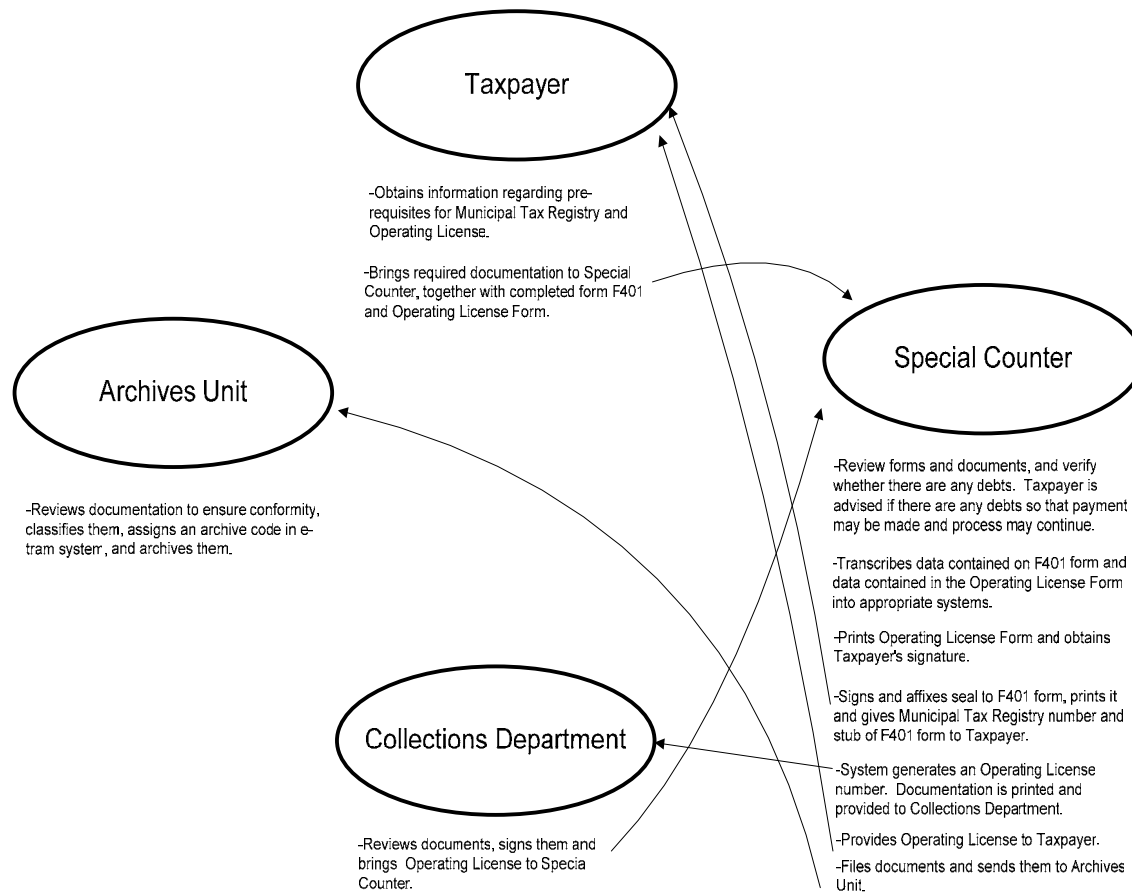 Taxpayer
-Obtains information regarding pre-
requisites for Municipal Tax Registry and
Operating License.
-Brings required documentation to Special
Counter, together with completed form F401
and Operating License Form.
Special Counter
-Review forms and documents, and verify
whether there are any debts. Taxpayer is
advised if there are any debts so that payment
may be made and process may continue.
-Transcribes data contained on F401 form and
data contained in the Operating License Form
into appropriate systems.
-Prints Operating License Form and obtains
Taxpayer's signature.
-Signs and affixes seal to F401 form, prints it
and gives Municipal Tax Registry number and
stub of F401 form to Taxpayer.
-System generates an Operating License
number. Documentation is printed and
provided to Collections Department.
-Provides Operating License to Taxpayer.
-Files documents and sends them to Archives
Unit.
Archives Unit
-Reviews documentation to ensure conformity,
classifies them, assigns an archive code in e-
tram system, and archives them.
Collections Department
-Reviews documents, signs them and
brings Operating License to Specia
Counter.